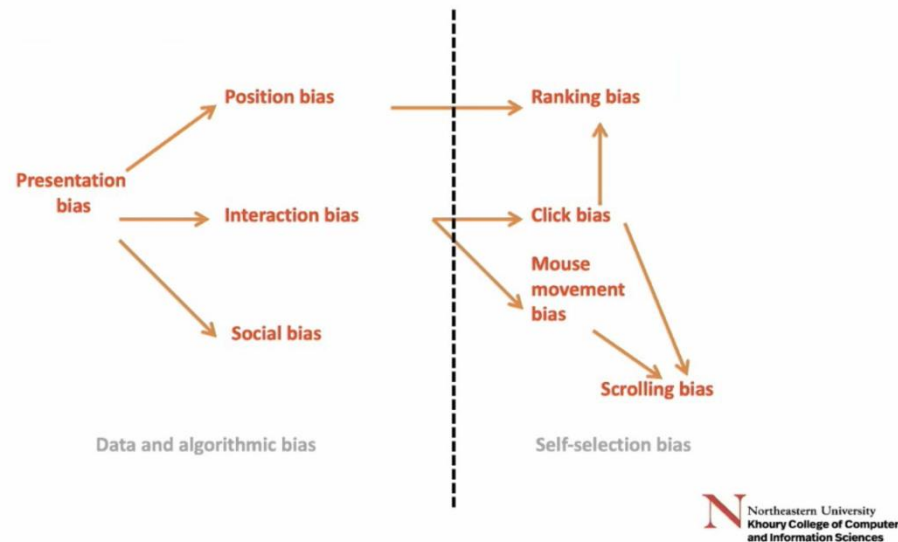 Position bias
Ranking bias
Presentation
bias
Interaction bias
Click bias
Mouse
movement
bias
Social bias
Scrolling bias
Data and algorithmic bias
Self-selection bias
N
Northeastern University
Khoury College of Computer
and Information Sciences